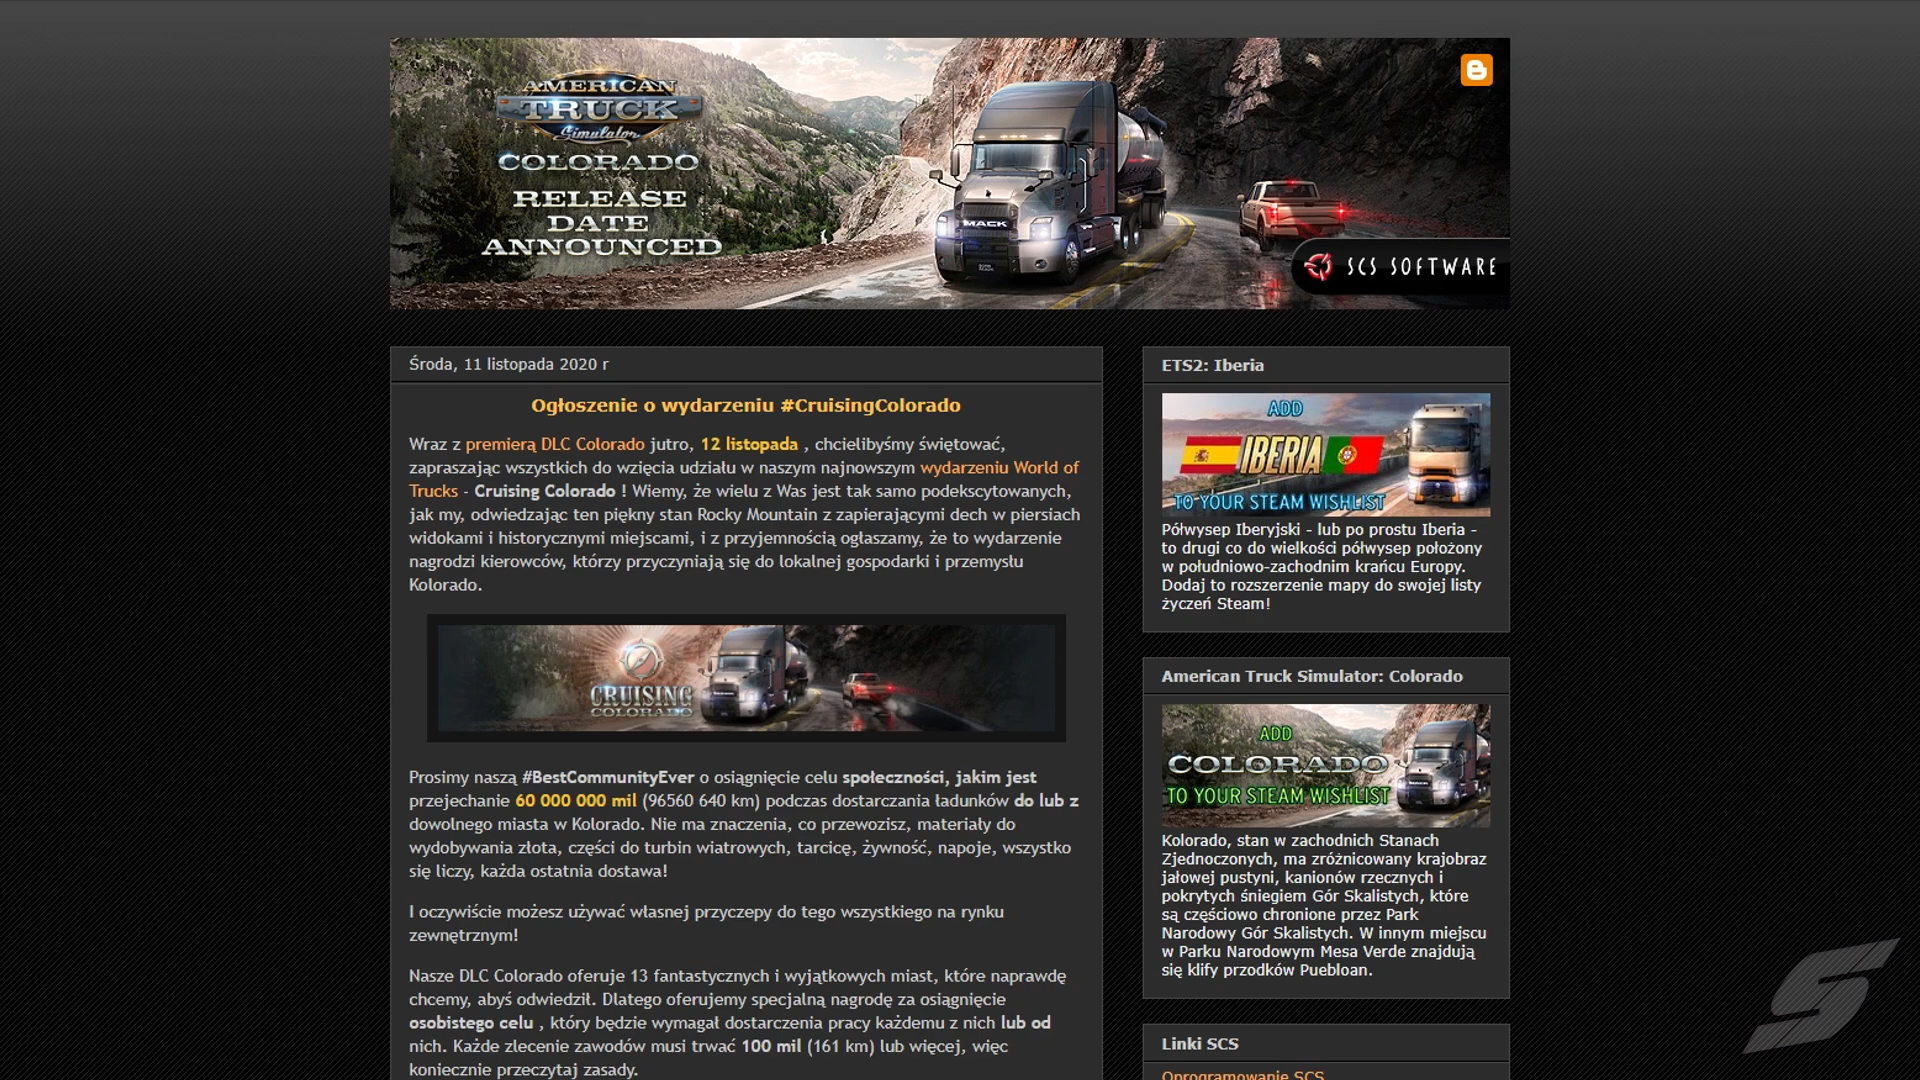 AMERICAN
TRUCK
Simulator
COLORADO
RELEASE
DATE
ANNOUNCED
MACK
SCS SOFTWARE
Środa, 11 listopada 2020 r
Ogłoszenie o wydarzeniu #CruisingColorado
Wraz z premierą DLC Colorado jutro, 12 listopada , chcielibyśmy świętować,
zapraszając wszystkich do wzięcia udziału w naszym najnowszym wydarzeniu World of
Trucks - Cruising Colorado ! Wiemy, że wielu z Was jest tak samo podekscytowanych,
jak my, odwiedzając ten piękny stan Rocky Mountain z zapierającymi dech w piersiach
widokami i historycznymi miejscami, i z przyjemnością ogłaszamy, że to wydarzenie
nagrodzi kierowców, którzy przyczyniają się do lokalnej gospodarki i przemysłu
Kolorado.
CRUISING
COLORADO
Prosimy naszą #BestCommunityEver o osiągnięcie celu społeczności, jakim jest
przejechanie 60 000 000 mil (96560 640 km) podczas dostarczania ładunków do lub z
dowolnego miasta w Kolorado. Nie ma znaczenia, co przewozisz, materiały do
wydobywania złota, części do turbin wiatrowych, tarcicę, żywność, napoje, wszystko
się liczy, każda ostatnia dostawa!
I oczywiście możesz używać własnej przyczepy do tego wszystkiego na rynku
zewnętrznym!
Nasze DLC Colorado oferuje 13 fantastycznych i wyjątkowych miast, które naprawdę
chcemy, abyś odwiedził. Dlatego oferujemy specjalną nagrodę za osiągnięcie
osobistego celu , który będzie wymagał dostarczenia pracy każdemu z nich lub od
nich. Każde zlecenie zawodów musi trwać 100 mil (161 km) lub więcej, więc
koniecznie przeczytaj zasady.
ETS2: Iberia
ADD
IBERIA
TO YOUR STEAM WISHLIST
Półwysep Iberyjski - lub po prostu Iberia -
to drugi co do wielkości półwysep położony
w południowo-zachodnim krańcu Europy.
Dodaj to rozszerzenie mapy do swojej listy
życzeń Steam!
American Truck Simulator: Colorado
ADD
COLORADO
TO YOUR STEAM WISHLIST
Kolorado, stan w zachodnich Stanach
Zjednoczonych, ma zróżnicowany krajobraz
jałowej pustyni, kanionów rzecznych i
pokrytych śniegiem Gór Skalistych, które
są częściowo chronione przez Park
Narodowy Gór Skalistych. W innym miejscu
w Parku Narodowym Mesa Verde znajdują
się klify przodków Puebloan.
Linki SCS
Oprogramowanie SCS